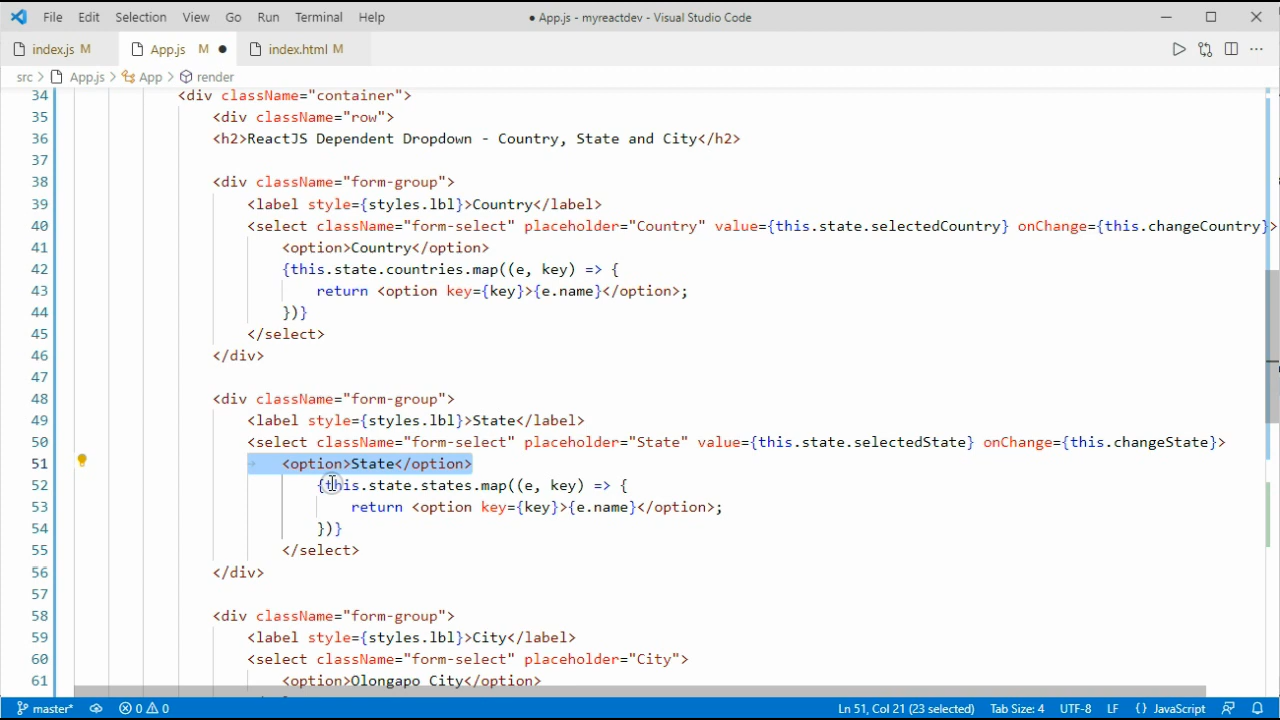 File Edit Selection View Go Run Terminal Help
● App.js - myreactdev - Visual Studio Code
index.js M App.js M ● index.html M
src > App.js > App > render
34 <div className="container">
35 <div className="row">
36 <h2>ReactJS Dependent Dropdown - Country, State and City</h2>
37
38 <div className="form-group">
39 <label style={styles.lbl}>Country</label>
40 <select className="form-select" placeholder="Country" value={this.state.selectedCountry} onChange={this.changeCountry}>
41 <option>Country</option>
42 {this.state.countries.map((e, key) => {
43 return <option key={key}>{e.name}</option>;
44 })}
45 </select>
46 </div>
47
48 <div className="form-group">
49 <label style={styles.lbl}>State</label>
50 <select className="form-select" placeholder="State" value={this.state.selectedState} onChange={this.changeState}>
51 <option>State</option>
52 {this.state.states.map((e, key) => {
53 return <option key={key}>{e.name}</option>;
54 })}
55 </select>
56 </div>
57
58 <div className="form-group">
59 <label style={styles.lbl}>City</label>
60 <select className="form-select" placeholder="City">
61 <option>Olongapo City</option>
master* 0 0 Ln 51, Col 21 (23 selected) Tab Size: 4 UTF-8 LF {} JavaScript